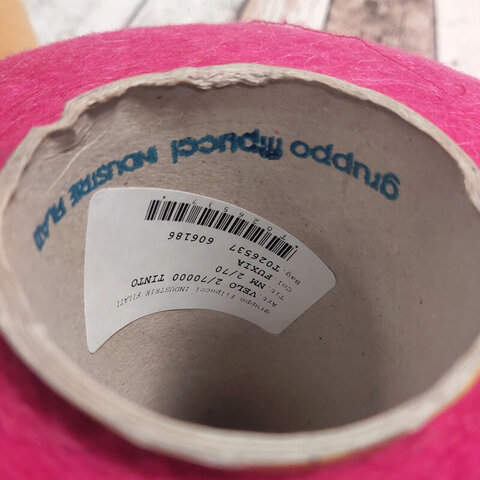 gruppo filpucci INDUSTRIE FILATI
gruppo filpucci INDUSTRIE FILATI
Art. VELO 2/70000 TINTO
Tit. NM 2/70
Col. FUXIA
Bag. T026537 606186